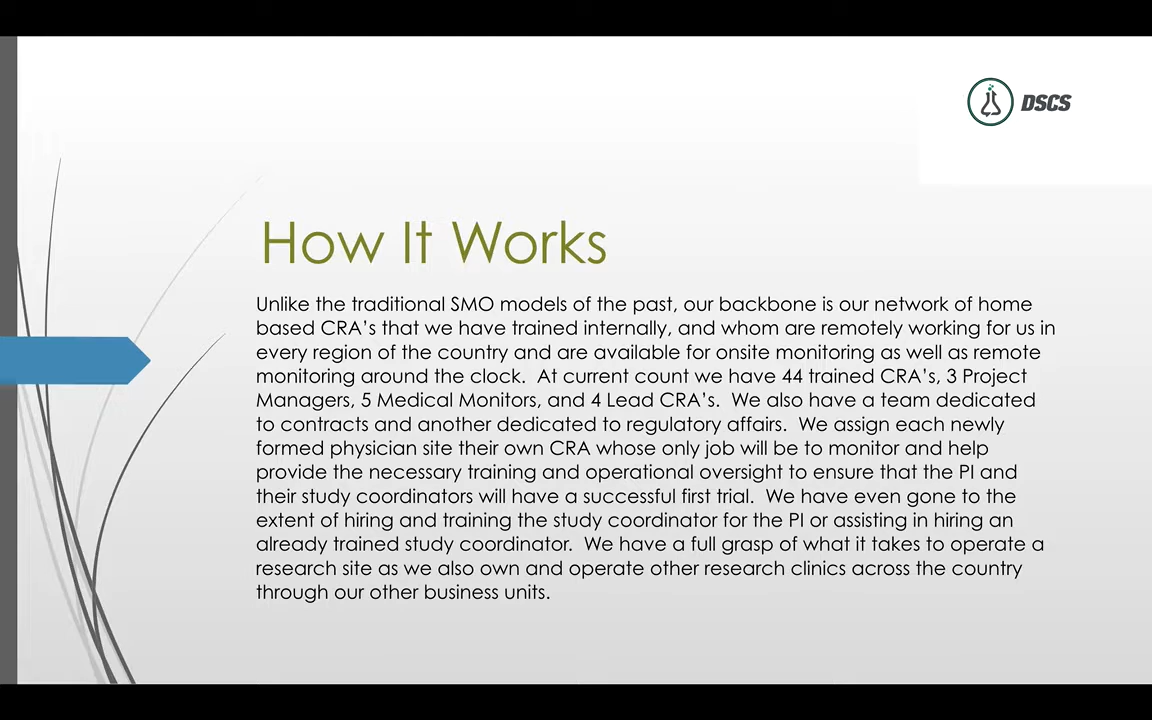 DSCS
How It Works
Unlike the traditional SMO models of the past, our backbone is our network of home
based CRA's that we have trained internally, and whom are remotely working for us in
every region of the country and are available for onsite monitoring as well as remote
monitoring around the clock.  At current count we have 44 trained CRA's, 3 Project
Managers, 5 Medical Monitors, and 4 Lead CRA's.  We also have a team dedicated
to contracts and another dedicated to regulatory affairs.  We assign each newly
formed physician site their own CRA whose only job will be to monitor and help
provide the necessary training and operational oversight to ensure that the PI and
their study coordinators will have a successful first trial.  We have even gone to the
extent of hiring and training the study coordinator for the PI or assisting in hiring an
already trained study coordinator.  We have a full grasp of what it takes to operate a
research site as we also own and operate other research clinics across the country
through our other business units.